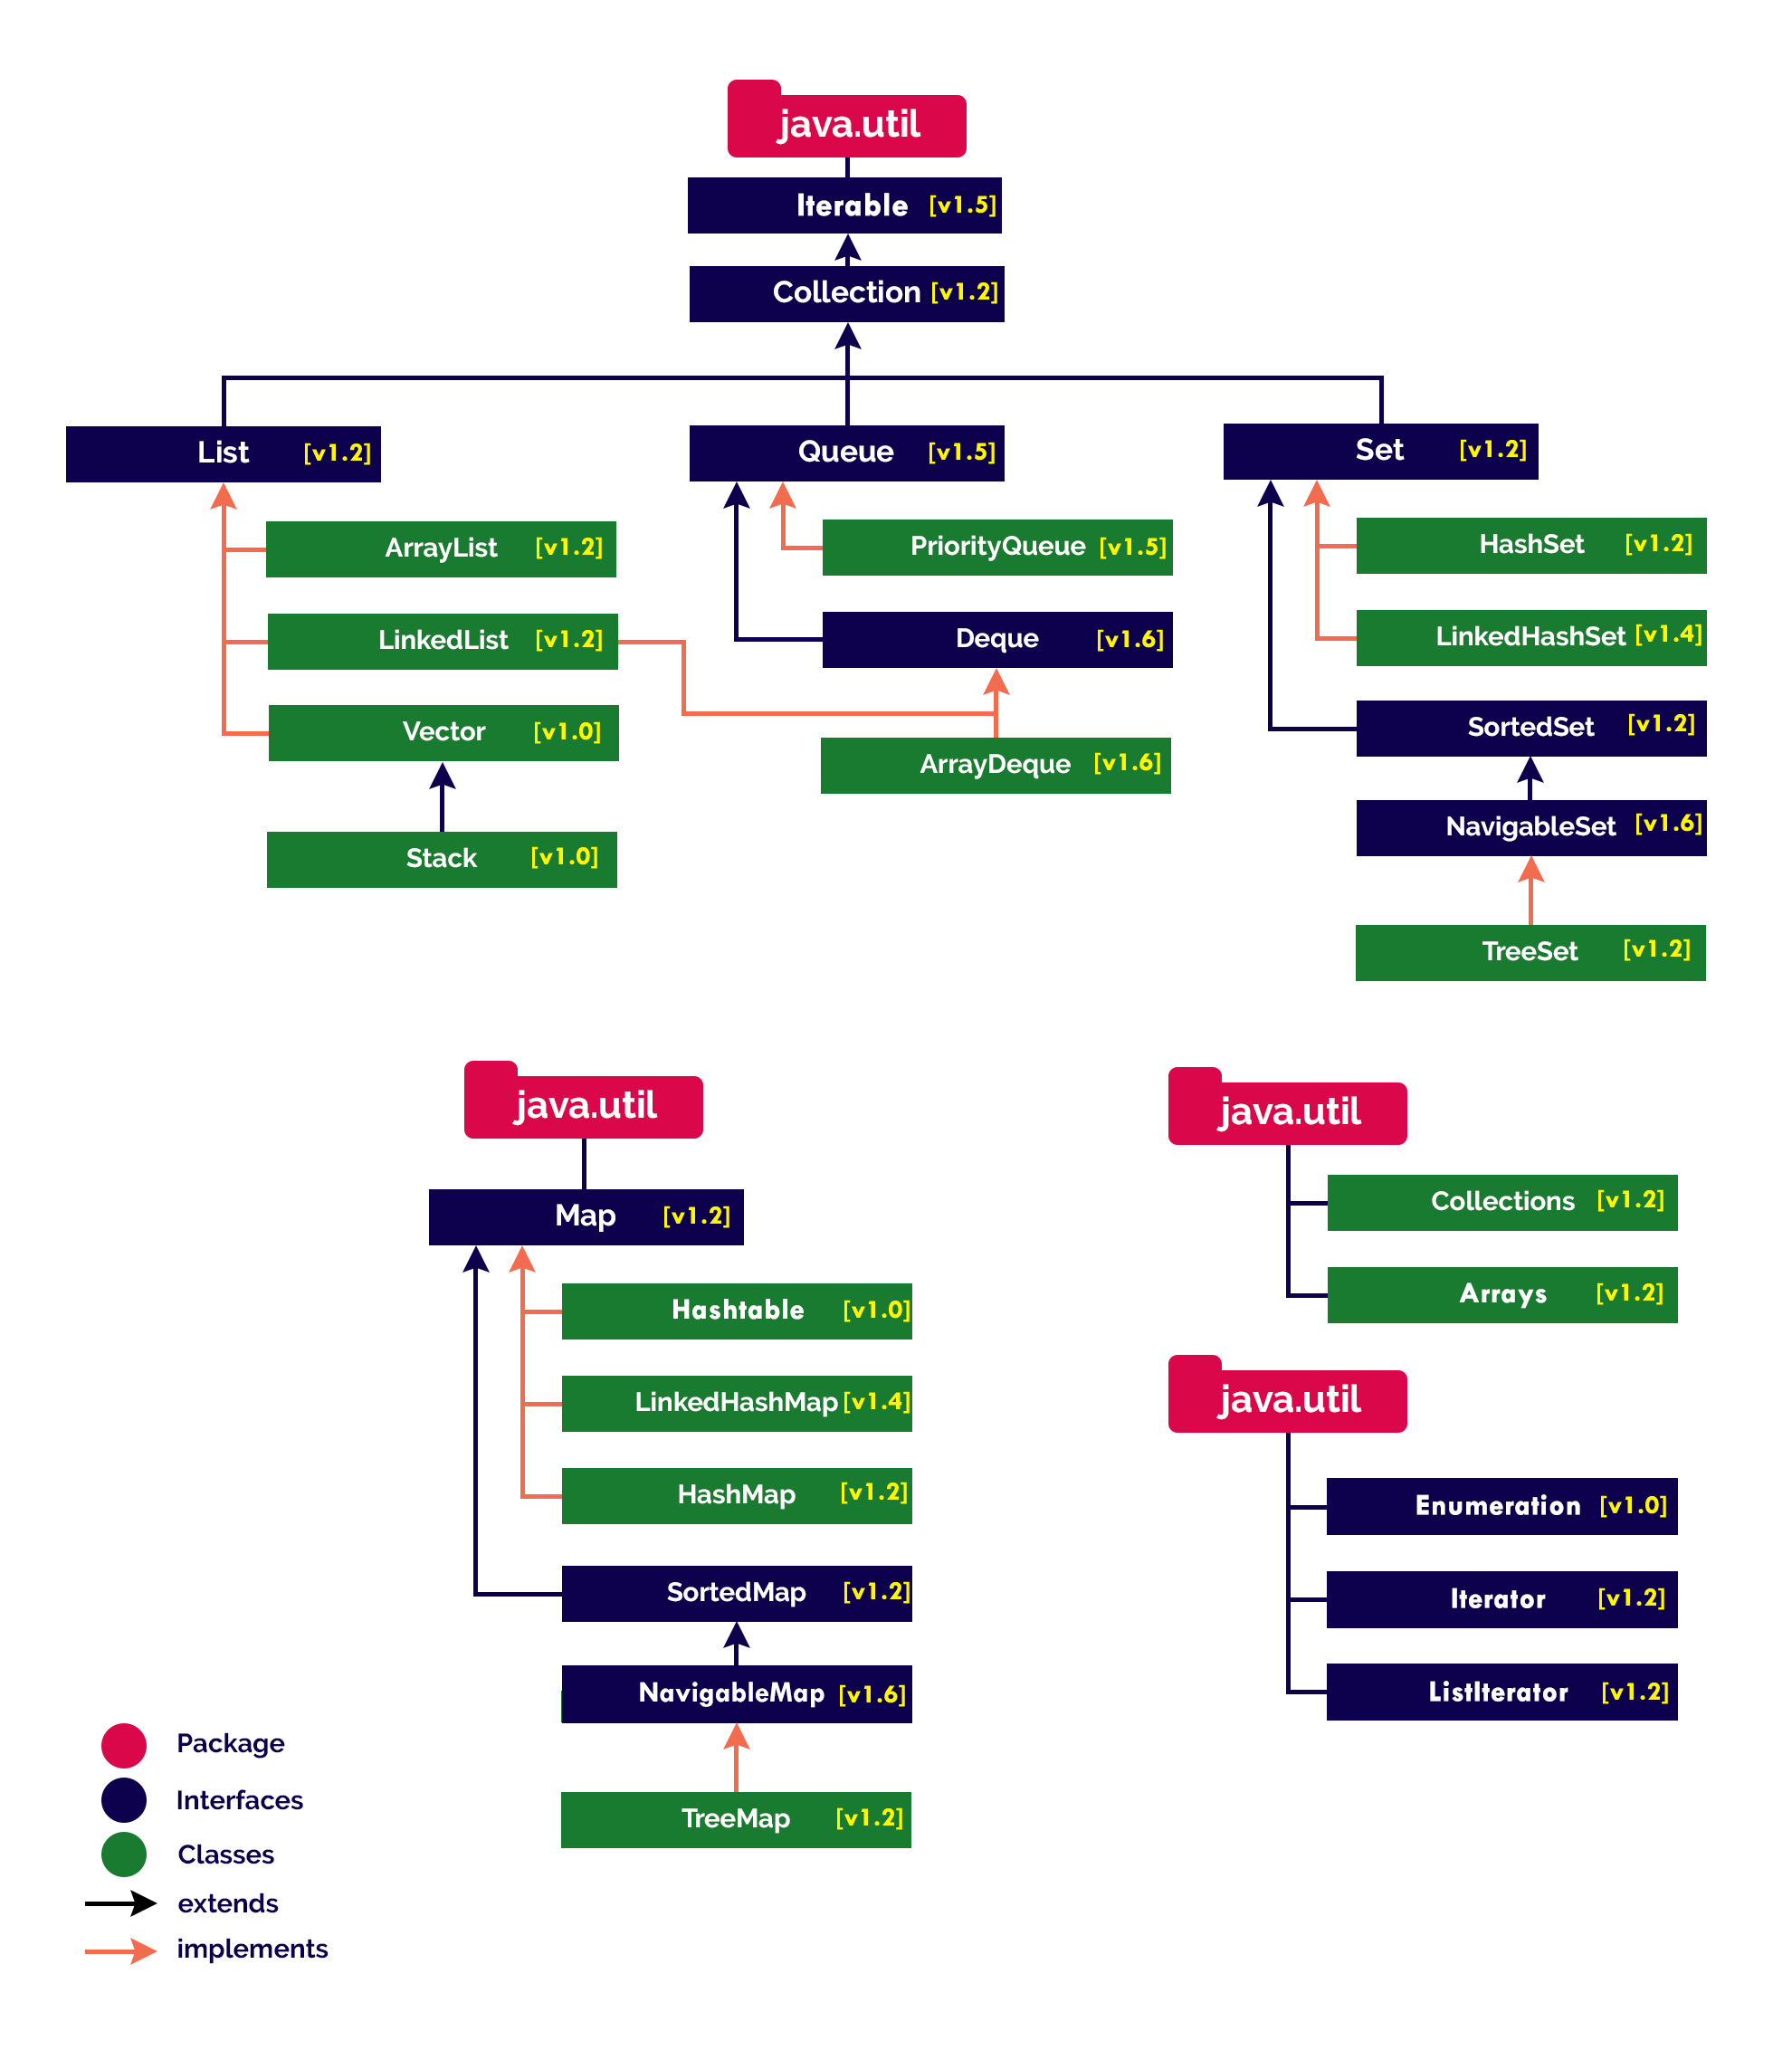 java.util
Iterable [v1.5]
Collection [v1.2]
List [v1.2]
Queue [v1.5]
Set [v1.2]
ArrayList [v1.2]
PriorityQueue [v1.5]
HashSet [v1.2]
LinkedList [v1.2]
Deque [v1.6]
LinkedHashSet [v1.4]
Vector [v1.0]
ArrayDeque [v1.6]
SortedSet [v1.2]
Stack [v1.0]
NavigableSet [v1.6]
TreeSet [v1.2]
java.util
Map [v1.2]
Hashtable [v1.0]
LinkedHashMap [v1.4]
HashMap [v1.2]
SortedMap [v1.2]
NavigableMap [v1.6]
TreeMap [v1.2]
java.util
Collections [v1.2]
Arrays [v1.2]
java.util
Enumeration [v1.0]
Iterator [v1.2]
ListIterator [v1.2]
Package
Interfaces
Classes
extends
implements